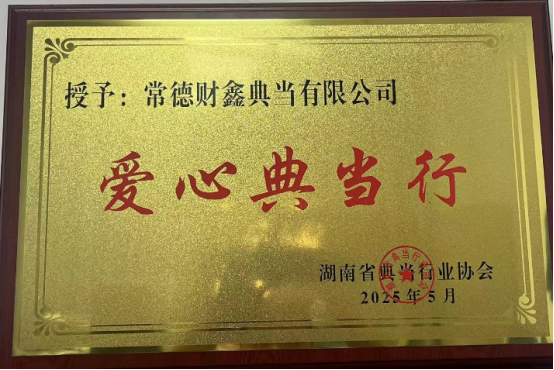 授予：常德财鑫典当有限公司
爱心典当行
湖南省典当行业协会
2025年5月